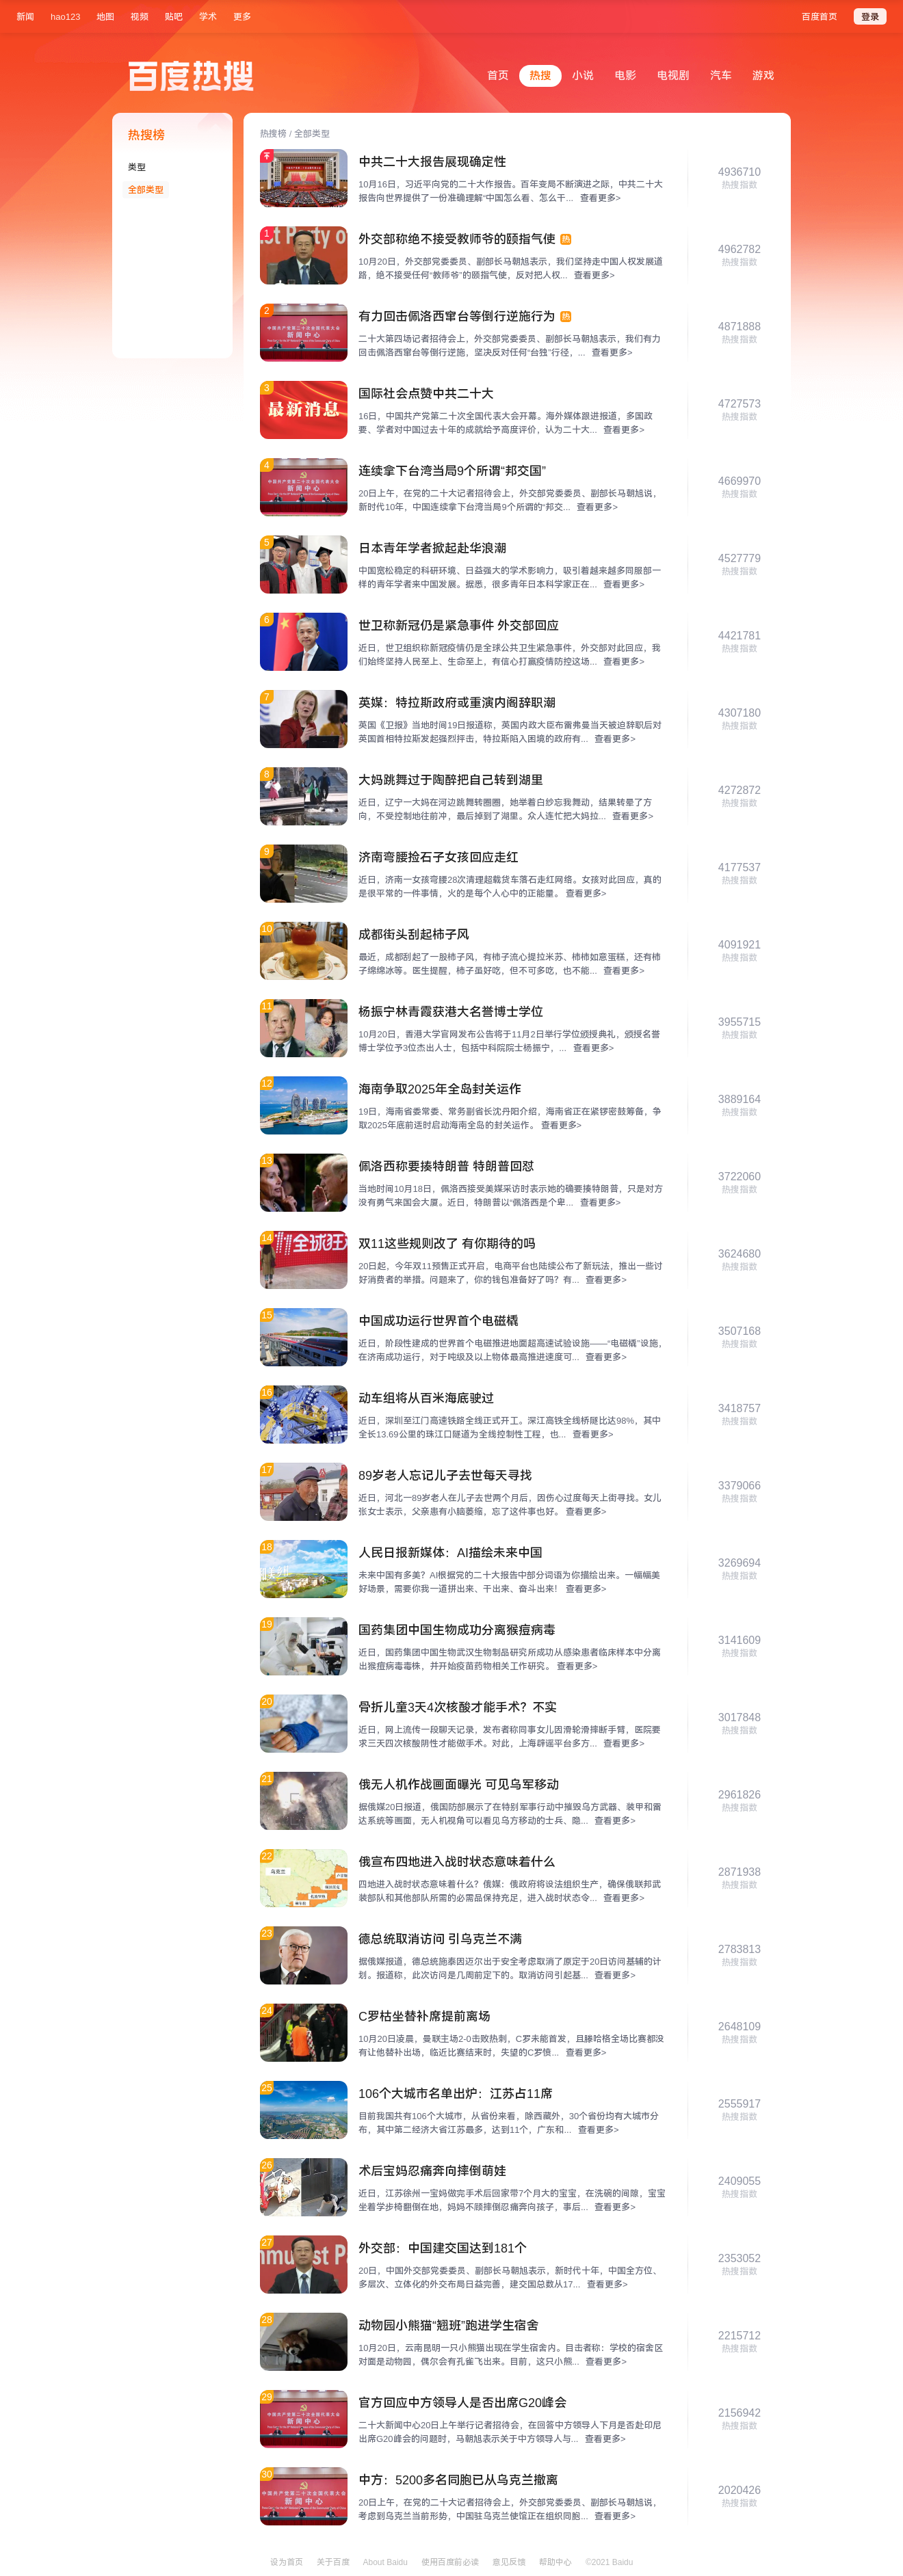 新闻 hao123 地图 视频 贴吧 学术 更多 百度首页 登录
百度热搜
首页 热搜 小说 电影 电视剧 汽车 游戏
热搜榜
类型
全部类型
热搜榜 / 全部类型
中共二十大报告展现确定性
10月16日，习近平向党的二十大作报告。百年变局不断演进之际，中共二十大
报告向世界提供了一份准确理解“中国怎么看、怎么干... 查看更多>
4936710
热搜指数
1
外交部称绝不接受教师爷的颐指气使 热
10月20日，外交部党委委员、副部长马朝旭表示，我们坚持走中国人权发展道
路，绝不接受任何“教师爷”的颐指气使，反对把人权... 查看更多>
4962782
热搜指数
2
有力回击佩洛西窜台等倒行逆施行为 热
二十大第四场记者招待会上，外交部党委委员、副部长马朝旭表示，我们有力
回击佩洛西窜台等倒行逆施，坚决反对任何“台独”行径，... 查看更多>
4871888
热搜指数
3
最新消息
国际社会点赞中共二十大
16日，中国共产党第二十次全国代表大会开幕。海外媒体跟进报道，多国政
要、学者对中国过去十年的成就给予高度评价，认为二十大... 查看更多>
4727573
热搜指数
4
连续拿下台湾当局9个所谓“邦交国”
20日上午，在党的二十大记者招待会上，外交部党委委员、副部长马朝旭说，
新时代10年，中国连续拿下台湾当局9个所谓的“邦交... 查看更多>
4669970
热搜指数
5
日本青年学者掀起赴华浪潮
中国宽松稳定的科研环境、日益强大的学术影响力，吸引着越来越多同服部一
样的青年学者来中国发展。据悉，很多青年日本科学家正在... 查看更多>
4527779
热搜指数
6
世卫称新冠仍是紧急事件 外交部回应
近日，世卫组织称新冠疫情仍是全球公共卫生紧急事件，外交部对此回应，我
们始终坚持人民至上、生命至上，有信心打赢疫情防控这场... 查看更多>
4421781
热搜指数
7
英媒：特拉斯政府或重演内阁辞职潮
英国《卫报》当地时间19日报道称，英国内政大臣布雷弗曼当天被迫辞职后对
英国首相特拉斯发起强烈抨击，特拉斯陷入困境的政府有... 查看更多>
4307180
热搜指数
8
大妈跳舞过于陶醉把自己转到湖里
近日，辽宁一大妈在河边跳舞转圈圈，她举着白纱忘我舞动，结果转晕了方
向，不受控制地往前冲，最后掉到了湖里。众人连忙把大妈拉... 查看更多>
4272872
热搜指数
9
济南弯腰捡石子女孩回应走红
近日，济南一女孩弯腰28次清理超载货车落石走红网络。女孩对此回应，真的
是很平常的一件事情，火的是每个人心中的正能量。 查看更多>
4177537
热搜指数
10
成都街头刮起柿子风
最近，成都刮起了一股柿子风，有柿子流心提拉米苏、柿柿如意蛋糕，还有柿
子绵绵冰等。医生提醒，柿子虽好吃，但不可多吃，也不能... 查看更多>
4091921
热搜指数
11
杨振宁林青霞获港大名誉博士学位
10月20日，香港大学官网发布公告将于11月2日举行学位颁授典礼，颁授名誉
博士学位予3位杰出人士，包括中科院院士杨振宁，... 查看更多>
3955715
热搜指数
12
海南争取2025年全岛封关运作
19日，海南省委常委、常务副省长沈丹阳介绍，海南省正在紧锣密鼓筹备，争
取2025年底前适时启动海南全岛的封关运作。 查看更多>
3889164
热搜指数
13
佩洛西称要揍特朗普 特朗普回怼
当地时间10月18日，佩洛西接受美媒采访时表示她的确要揍特朗普，只是对方
没有勇气来国会大厦。近日，特朗普以“佩洛西是个卑... 查看更多>
3722060
热搜指数
14
双11这些规则改了 有你期待的吗
20日起，今年双11预售正式开启，电商平台也陆续公布了新玩法，推出一些讨
好消费者的举措。问题来了，你的钱包准备好了吗？有... 查看更多>
3624680
热搜指数
15
中国成功运行世界首个电磁橇
近日，阶段性建成的世界首个电磁推进地面超高速试验设施——“电磁橇”设施，
在济南成功运行，对于吨级及以上物体最高推进速度可... 查看更多>
3507168
热搜指数
16
动车组将从百米海底驶过
近日，深圳至江门高速铁路全线正式开工。深江高铁全线桥隧比达98%，其中
全长13.69公里的珠江口隧道为全线控制性工程，也... 查看更多>
3418757
热搜指数
17
89岁老人忘记儿子去世每天寻找
近日，河北一89岁老人在儿子去世两个月后，因伤心过度每天上街寻找。女儿
张女士表示，父亲患有小脑萎缩，忘了这件事也好。 查看更多>
3379066
热搜指数
18
人民日报新媒体：AI描绘未来中国
未来中国有多美？AI根据党的二十大报告中部分词语为你描绘出来。一幅幅美
好场景，需要你我一道拼出来、干出来、奋斗出来！ 查看更多>
3269694
热搜指数
19
国药集团中国生物成功分离猴痘病毒
近日，国药集团中国生物武汉生物制品研究所成功从感染患者临床样本中分离
出猴痘病毒毒株，并开始疫苗药物相关工作研究。 查看更多>
3141609
热搜指数
20
骨折儿童3天4次核酸才能手术？不实
近日，网上流传一段聊天记录，发布者称同事女儿因滑轮滑摔断手臂，医院要
求三天四次核酸阴性才能做手术。对此，上海辟谣平台多方... 查看更多>
3017848
热搜指数
21
俄无人机作战画面曝光 可见乌军移动
据俄媒20日报道，俄国防部展示了在特别军事行动中摧毁乌方武器、装甲和雷
达系统等画面，无人机视角可以看见乌方移动的士兵、隐... 查看更多>
2961826
热搜指数
22
俄宣布四地进入战时状态意味着什么
四地进入战时状态意味着什么？俄媒：俄政府将设法组织生产，确保俄联邦武
装部队和其他部队所需的必需品保持充足，进入战时状态令... 查看更多>
2871938
热搜指数
23
德总统取消访问 引乌克兰不满
据俄媒报道，德总统施泰因迈尔出于安全考虑取消了原定于20日访问基辅的计
划。报道称，此次访问是几周前定下的。取消访问引起基... 查看更多>
2783813
热搜指数
24
C罗枯坐替补席提前离场
10月20日凌晨，曼联主场2-0击败热刺，C罗未能首发，且滕哈格全场比赛都没
有让他替补出场，临近比赛结束时，失望的C罗愤... 查看更多>
2648109
热搜指数
25
106个大城市名单出炉：江苏占11席
目前我国共有106个大城市，从省份来看，除西藏外，30个省份均有大城市分
布，其中第二经济大省江苏最多，达到11个，广东和... 查看更多>
2555917
热搜指数
26
术后宝妈忍痛奔向摔倒萌娃
近日，江苏徐州一宝妈做完手术后回家带7个月大的宝宝，在洗碗的间隙，宝宝
坐着学步椅翻倒在地，妈妈不顾摔倒忍痛奔向孩子，事后... 查看更多>
2409055
热搜指数
27
外交部：中国建交国达到181个
20日，中国外交部党委委员、副部长马朝旭表示，新时代十年，中国全方位、
多层次、立体化的外交布局日益完善，建交国总数从17... 查看更多>
2353052
热搜指数
28
动物园小熊猫“翘班”跑进学生宿舍
10月20日，云南昆明一只小熊猫出现在学生宿舍内。目击者称：学校的宿舍区
对面是动物园，偶尔会有孔雀飞出来。目前，这只小熊... 查看更多>
2215712
热搜指数
29
官方回应中方领导人是否出席G20峰会
二十大新闻中心20日上午举行记者招待会，在回答中方领导人下月是否赴印尼
出席G20峰会的问题时，马朝旭表示关于中方领导人与... 查看更多>
2156942
热搜指数
30
中方：5200多名同胞已从乌克兰撤离
20日上午，在党的二十大记者招待会上，外交部党委委员、副部长马朝旭说，
考虑到乌克兰当前形势，中国驻乌克兰使馆正在组织同胞... 查看更多>
2020426
热搜指数
设为首页 关于百度 About Baidu 使用百度前必读 意见反馈 帮助中心 ©2021 Baidu